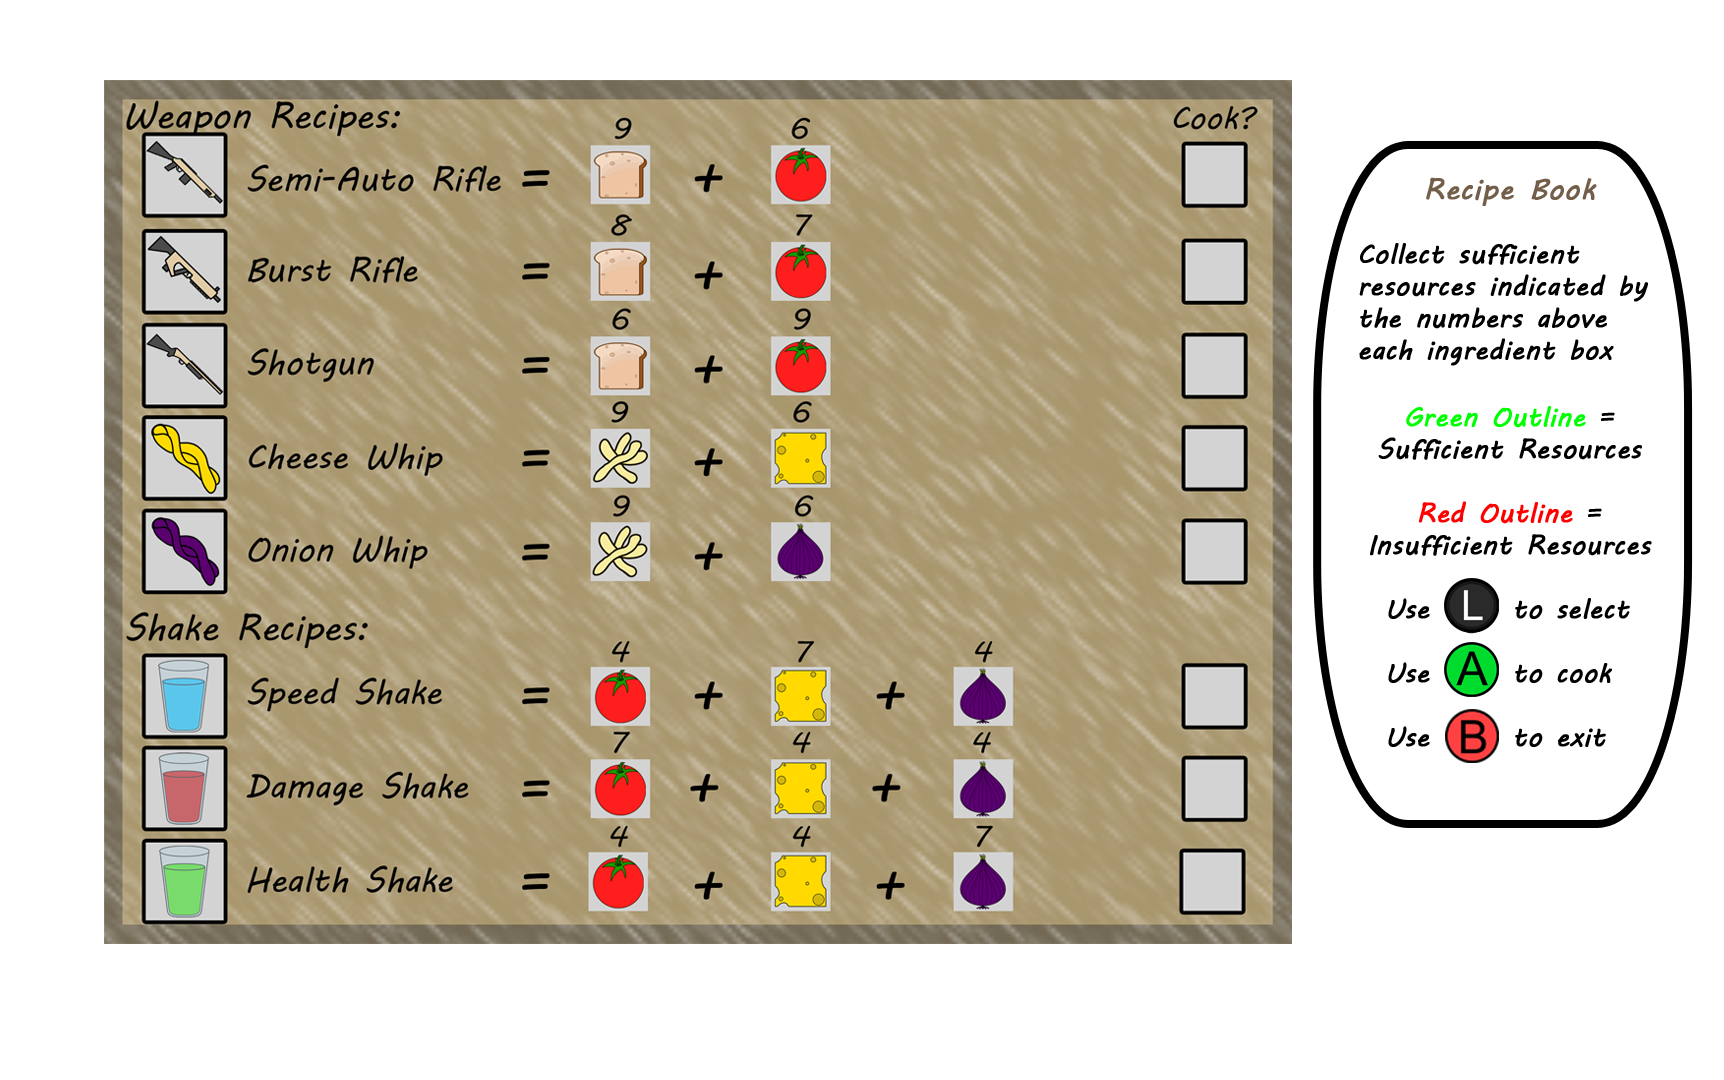 Weapon Recipes:
Cook?
9 6
Semi-Auto Rifle = +
8 7
Burst Rifle = +
6 9
Shotgun = +
9 6
Cheese Whip = +
9 6
Onion Whip = +
Shake Recipes:
4 7 4
Speed Shake = + +
7 4 4
Damage Shake = + +
4 4 7
Health Shake = + +
Recipe Book
Collect sufficient
resources indicated by
the numbers above
each ingredient box
Green Outline =
Sufficient Resources
Red Outline =
Insufficient Resources
Use L to select
Use A to cook
Use B to exit